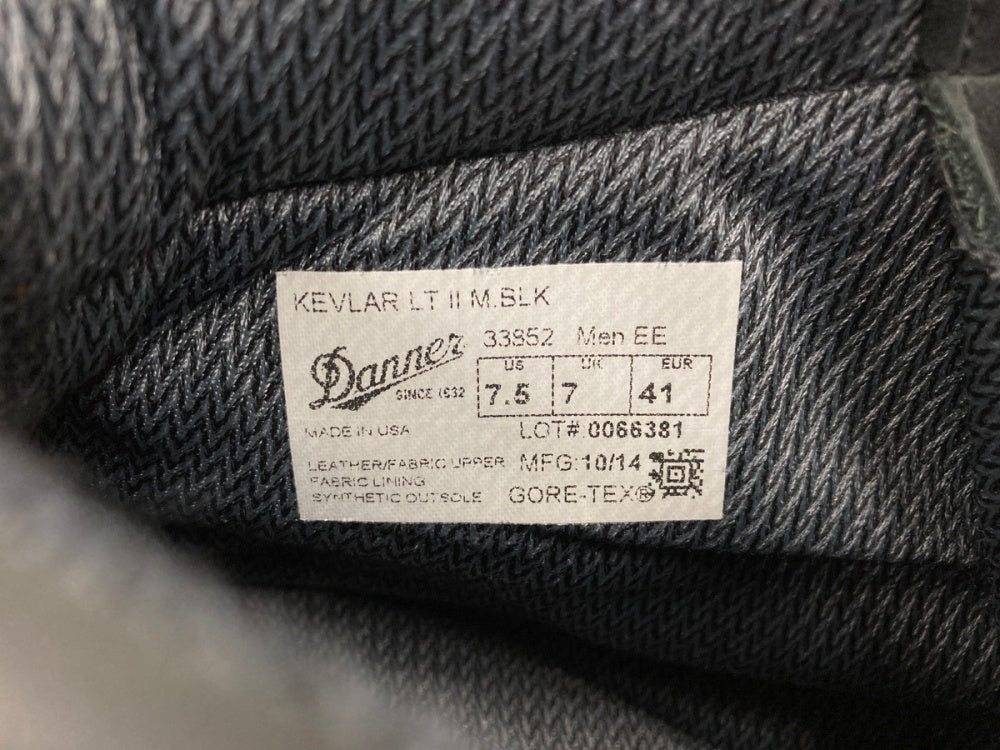 KEVLAR LT II M.BLK
Danner
SINCE 1932
33852 Men EE
US UK EUR
7.5 7 41
MADE IN USA
LOT#:0066381
LEATHER/FABRIC UPPER
FABRIC LINING
SYNTHETIC OUTSOLE
MFG:10/14
GORE-TEX®